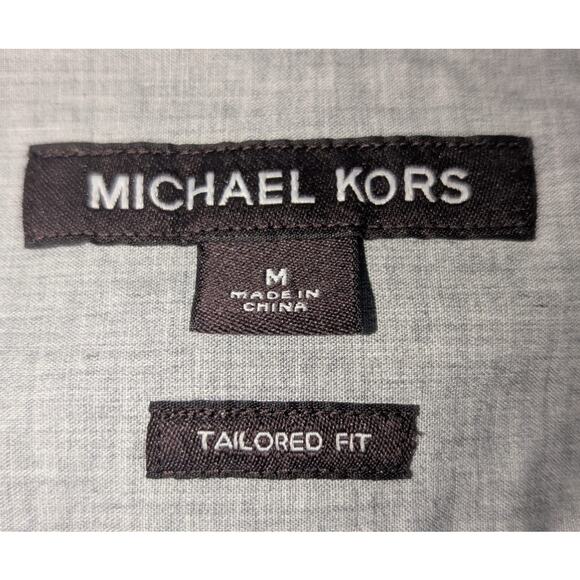 MICHAEL KORS
M
MADE IN
CHINA
TAILORED FIT